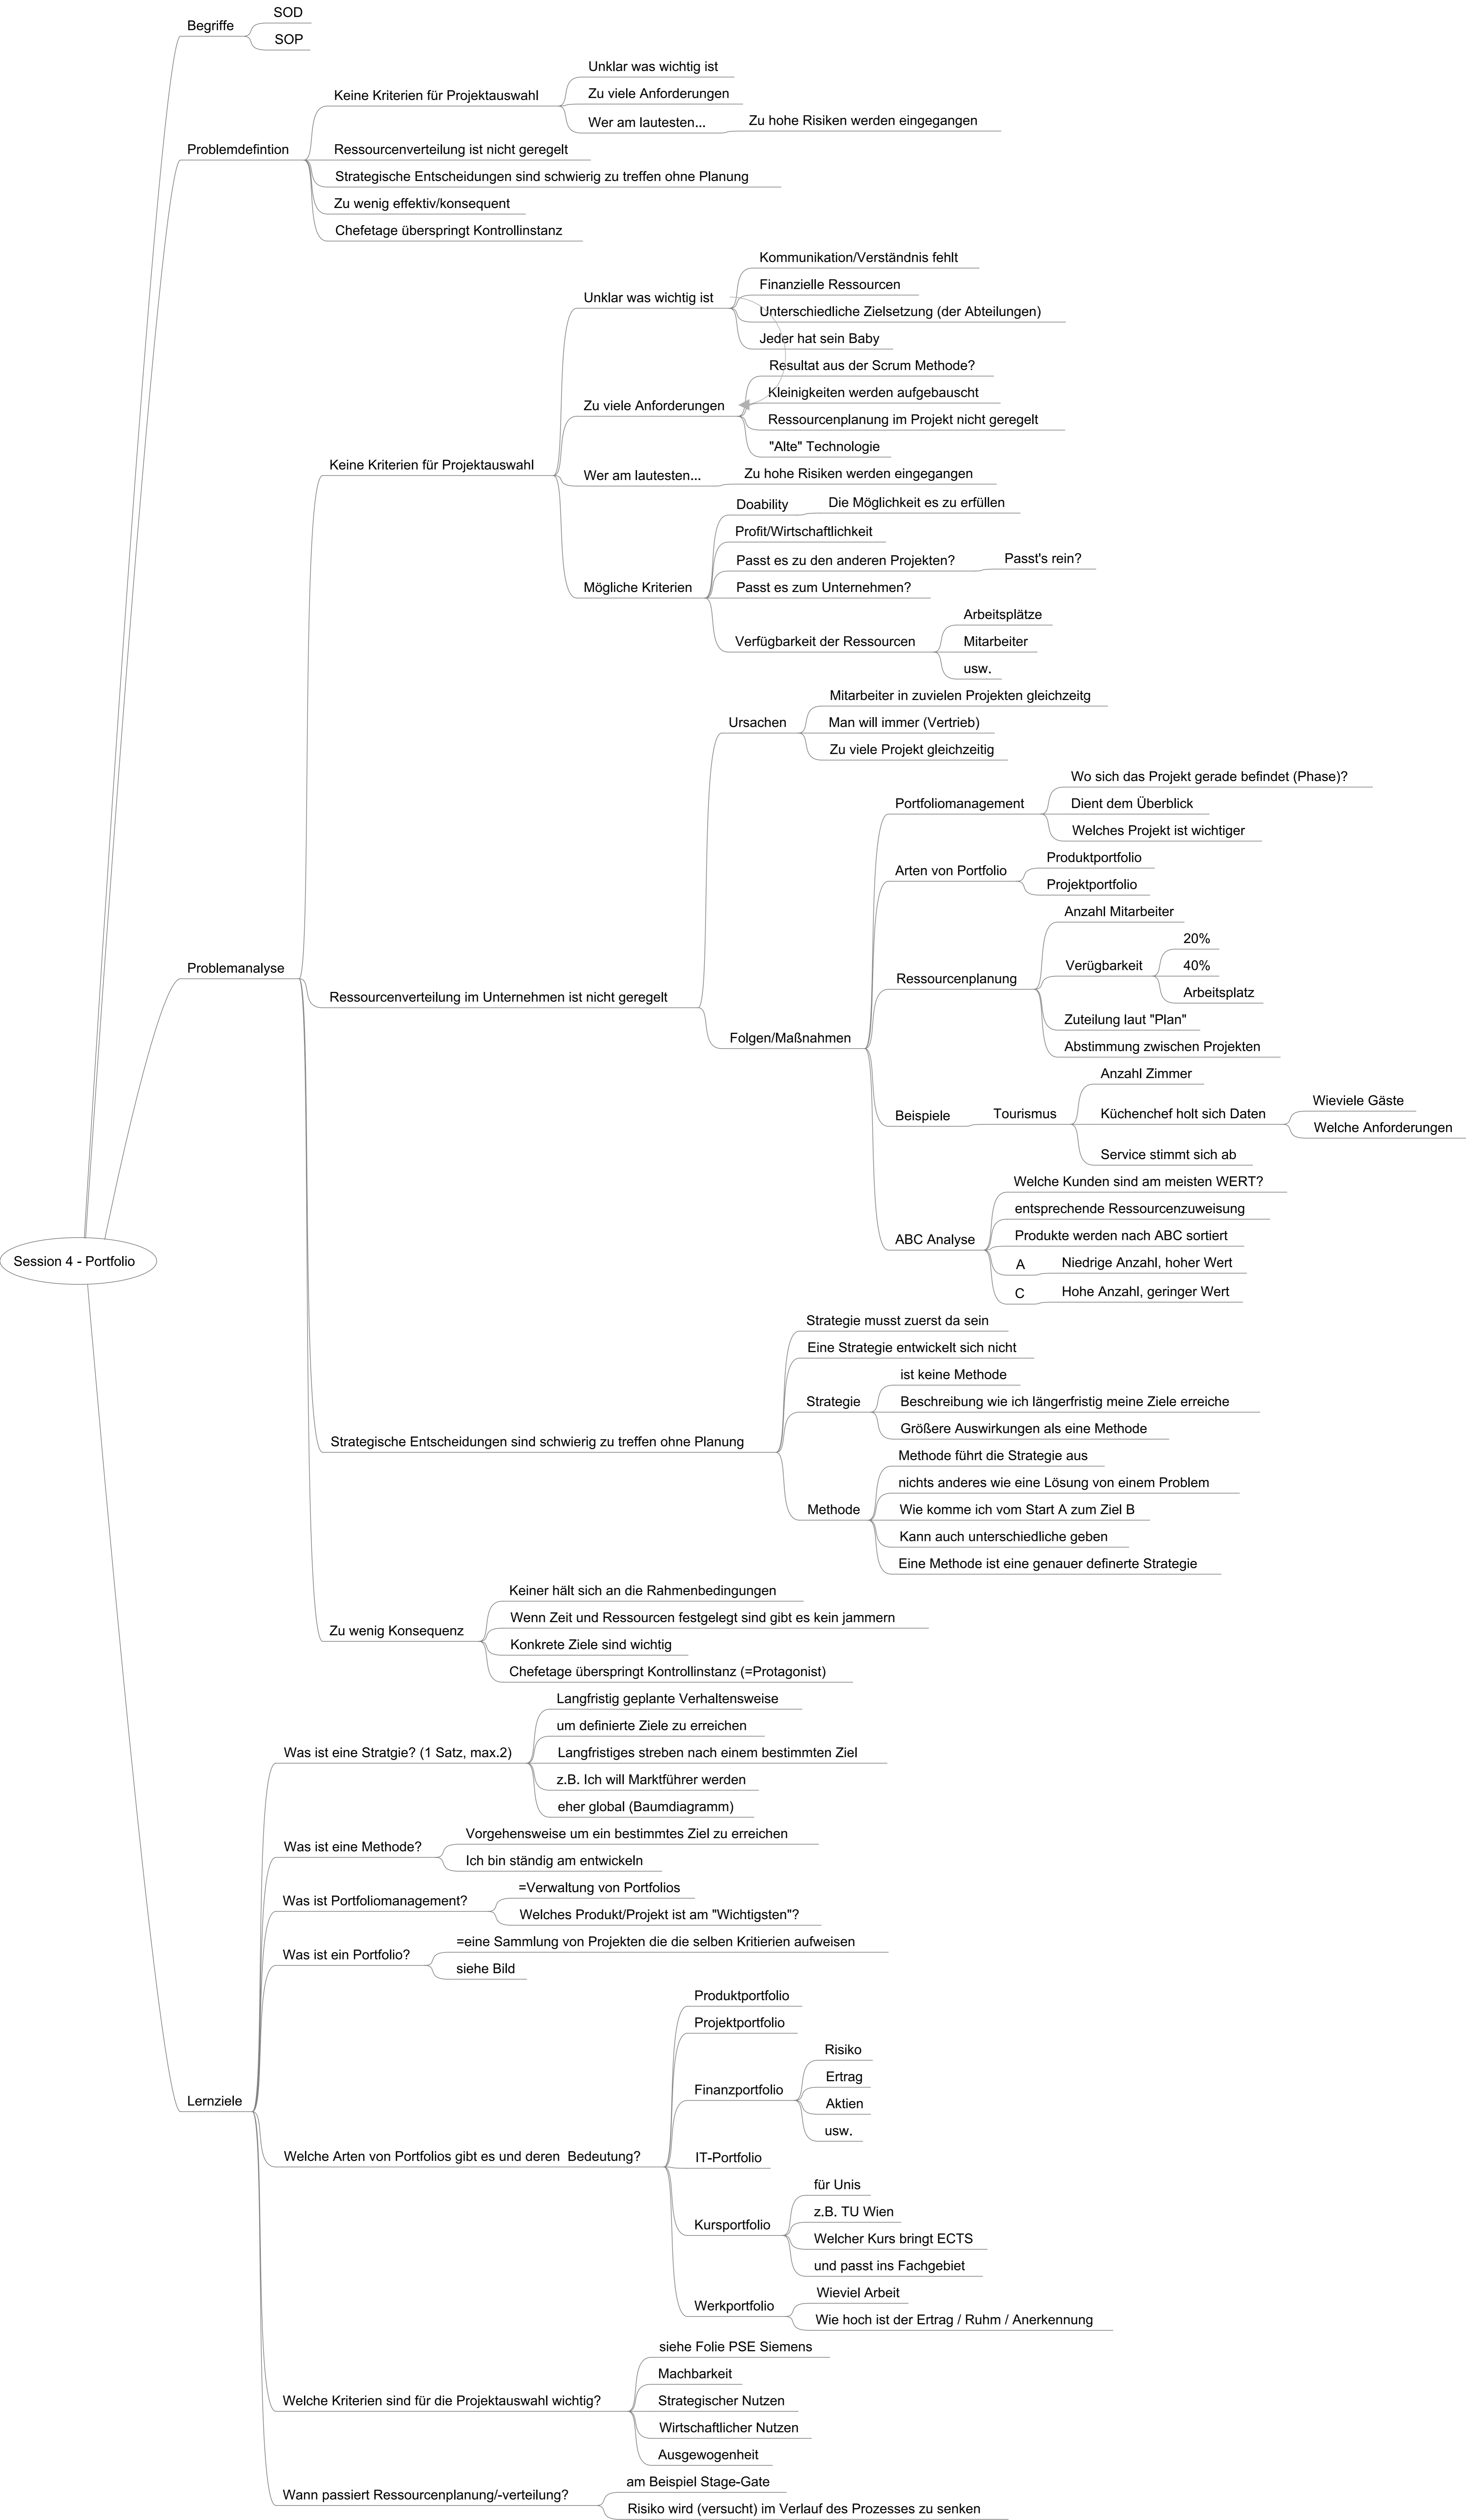 Session 4 - Portfolio
Begriffe
SOD
SOP
Problemdefintion
Keine Kriterien für Projektauswahl
Unklar was wichtig ist
Zu viele Anforderungen
Wer am lautesten...
Zu hohe Risiken werden eingegangen
Ressourcenverteilung ist nicht geregelt
Strategische Entscheidungen sind schwierig zu treffen ohne Planung
Zu wenig effektiv/konsequent
Chefetage überspringt Kontrollinstanz
Problemanalyse
Keine Kriterien für Projektauswahl
Unklar was wichtig ist
Kommunikation/Verständnis fehlt
Finanzielle Ressourcen
Unterschiedliche Zielsetzung (der Abteilungen)
Jeder hat sein Baby
Zu viele Anforderungen
Resultat aus der Scrum Methode?
Kleinigkeiten werden aufgebauscht
Ressourcenplanung im Projekt nicht geregelt
"Alte" Technologie
Wer am lautesten...
Zu hohe Risiken werden eingegangen
Mögliche Kriterien
Doability
Die Möglichkeit es zu erfüllen
Profit/Wirtschaftlichkeit
Passt es zu den anderen Projekten?
Passt's rein?
Passt es zum Unternehmen?
Verfügbarkeit der Ressourcen
Arbeitsplätze
Mitarbeiter
usw.
Ressourcenverteilung im Unternehmen ist nicht geregelt
Ursachen
Mitarbeiter in zuvielen Projekten gleichzeitg
Man will immer (Vertrieb)
Zu viele Projekt gleichzeitig
Folgen/Maßnahmen
Portfoliomanagement
Wo sich das Projekt gerade befindet (Phase)?
Dient dem Überblick
Welches Projekt ist wichtiger
Arten von Portfolio
Produktportfolio
Projektportfolio
Ressourcenplanung
Anzahl Mitarbeiter
Verügbarkeit
20%
40%
Arbeitsplatz
Zuteilung laut "Plan"
Abstimmung zwischen Projekten
Beispiele
Tourismus
Anzahl Zimmer
Küchenchef holt sich Daten
Wieviele Gäste
Welche Anforderungen
Service stimmt sich ab
ABC Analyse
Welche Kunden sind am meisten WERT?
entsprechende Ressourcenzuweisung
Produkte werden nach ABC sortiert
A
Niedrige Anzahl, hoher Wert
C
Hohe Anzahl, geringer Wert
Strategische Entscheidungen sind schwierig zu treffen ohne Planung
Strategie musst zuerst da sein
Eine Strategie entwickelt sich nicht
Strategie
ist keine Methode
Beschreibung wie ich längerfristig meine Ziele erreiche
Größere Auswirkungen als eine Methode
Methode
Methode führt die Strategie aus
nichts anderes wie eine Lösung von einem Problem
Wie komme ich vom Start A zum Ziel B
Kann auch unterschiedliche geben
Eine Methode ist eine genauer definerte Strategie
Zu wenig Konsequenz
Keiner hält sich an die Rahmenbedingungen
Wenn Zeit und Ressourcen festgelegt sind gibt es kein jammern
Konkrete Ziele sind wichtig
Chefetage überspringt Kontrollinstanz (=Protagonist)
Lernziele
Was ist eine Stratgie? (1 Satz, max.2)
Langfristig geplante Verhaltensweise
um definierte Ziele zu erreichen
Langfristiges streben nach einem bestimmten Ziel
z.B. Ich will Marktführer werden
eher global (Baumdiagramm)
Was ist eine Methode?
Vorgehensweise um ein bestimmtes Ziel zu erreichen
Ich bin ständig am entwickeln
Was ist Portfoliomanagement?
=Verwaltung von Portfolios
Welches Produkt/Projekt ist am "Wichtigsten"?
Was ist ein Portfolio?
=eine Sammlung von Projekten die die selben Kritierien aufweisen
siehe Bild
Welche Arten von Portfolios gibt es und deren Bedeutung?
Produktportfolio
Projektportfolio
Finanzportfolio
Risiko
Ertrag
Aktien
usw.
IT-Portfolio
Kursportfolio
für Unis
z.B. TU Wien
Welcher Kurs bringt ECTS
und passt ins Fachgebiet
Werkportfolio
Wieviel Arbeit
Wie hoch ist der Ertrag / Ruhm / Anerkennung
Welche Kriterien sind für die Projektauswahl wichtig?
siehe Folie PSE Siemens
Machbarkeit
Strategischer Nutzen
Wirtschaftlicher Nutzen
Ausgewogenheit
Wann passiert Ressourcenplanung/-verteilung?
am Beispiel Stage-Gate
Risiko wird (versucht) im Verlauf des Prozesses zu senken